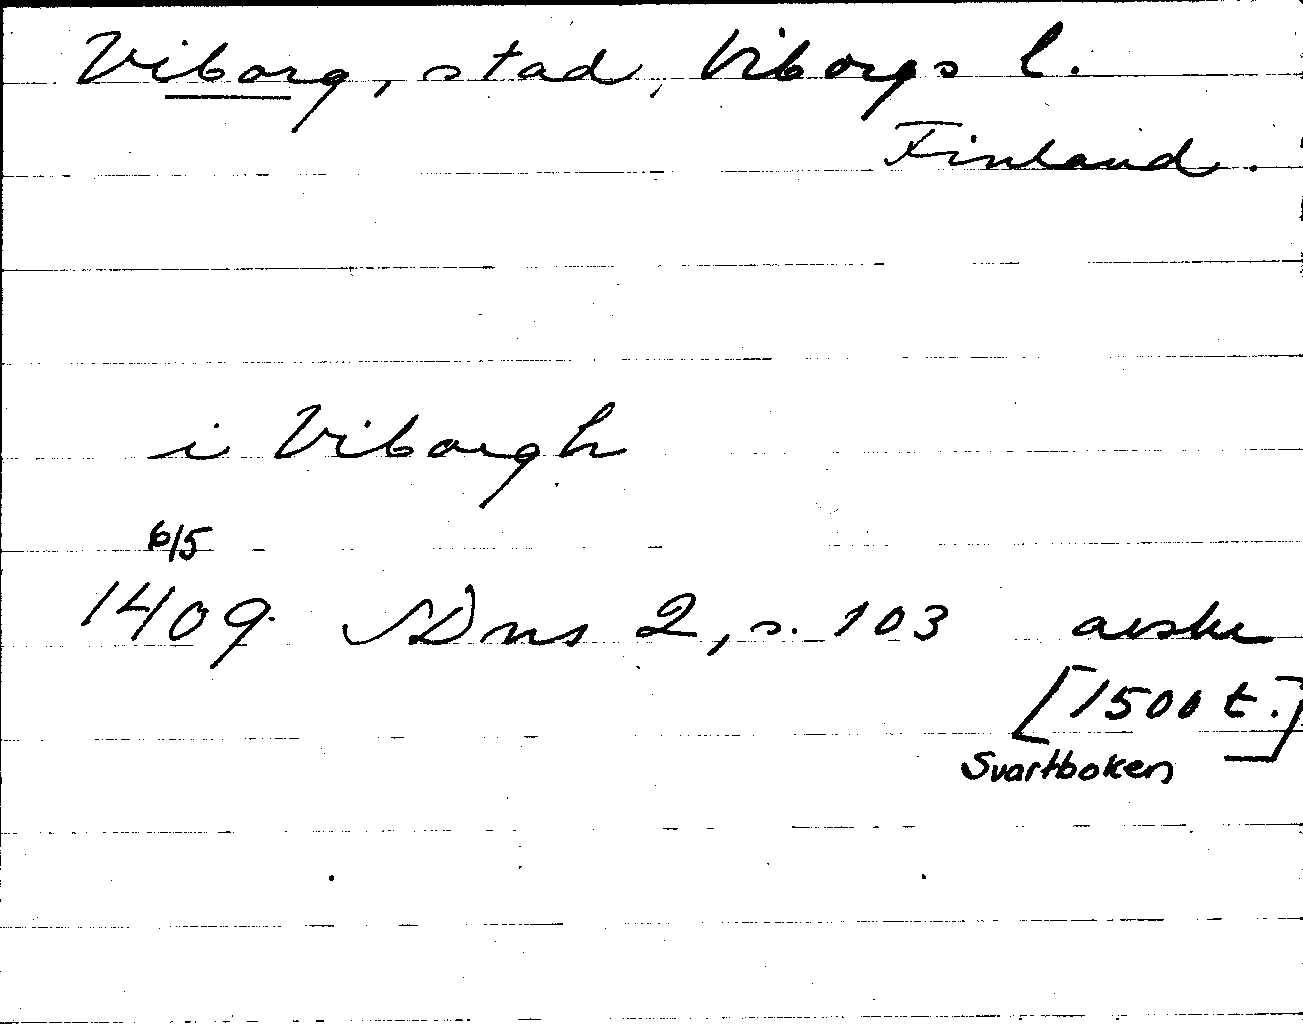 Viborg, stad, Viborgs l.
Finland.
i Viborgh
6/5
1409 SDns 2, s. 103 avskr
[1500 t.]
Svartboken